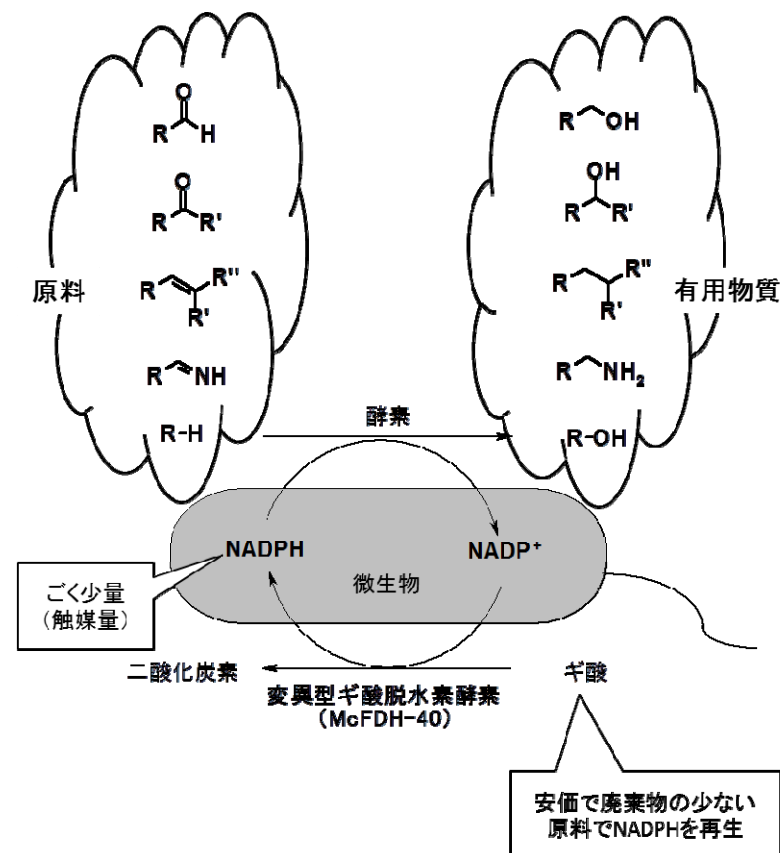 O
R H
R OH
O
R R'
OH
R R'
原料
R R''
R'
R R''
R'
有用物質
R NH
R NH₂
R-H
酵素
R-OH
NADPH
NADP⁺
微生物
ごく少量
（触媒量）
二酸化炭素
ギ酸
変異型ギ酸脱水素酵素
（McFDH-40）
安価で廃棄物の少ない
原料でNADPHを再生